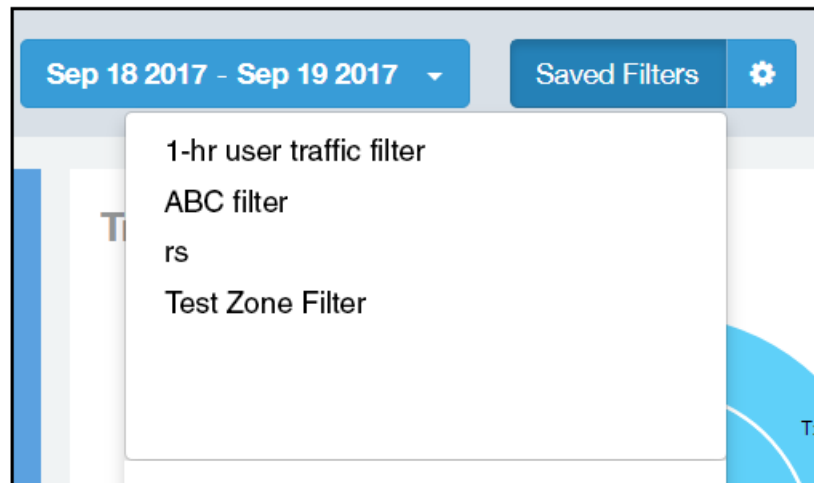 Sep 18 2017 - Sep 19 2017
Saved Filters
1-hr user traffic filter
ABC filter
rs
Test Zone Filter